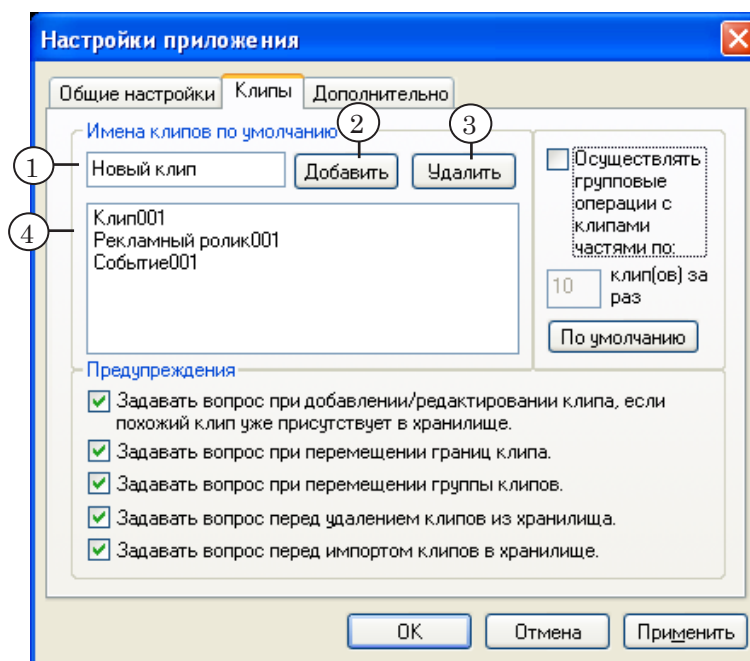 Настройки приложения
Общие настройки Клипы Дополнительно
Имена клипов по умолчанию
2
3
1
Новый клип
Добавить
Удалить
4
Клип001
Рекламный ролик001
Событие001
Осуществлять
групповые
операции с
клипами
частями по:
10
клип(ов) за
раз
По умолчанию
Предупреждения
Задавать вопрос при добавлении/редактировании клипа, если
похожий клип уже присутствует в хранилище.
Задавать вопрос при перемещении границ клипа.
Задавать вопрос при перемещении группы клипов.
Задавать вопрос перед удалением клипов из хранилища.
Задавать вопрос перед импортом клипов в хранилище.
OK
Отмена
Применить